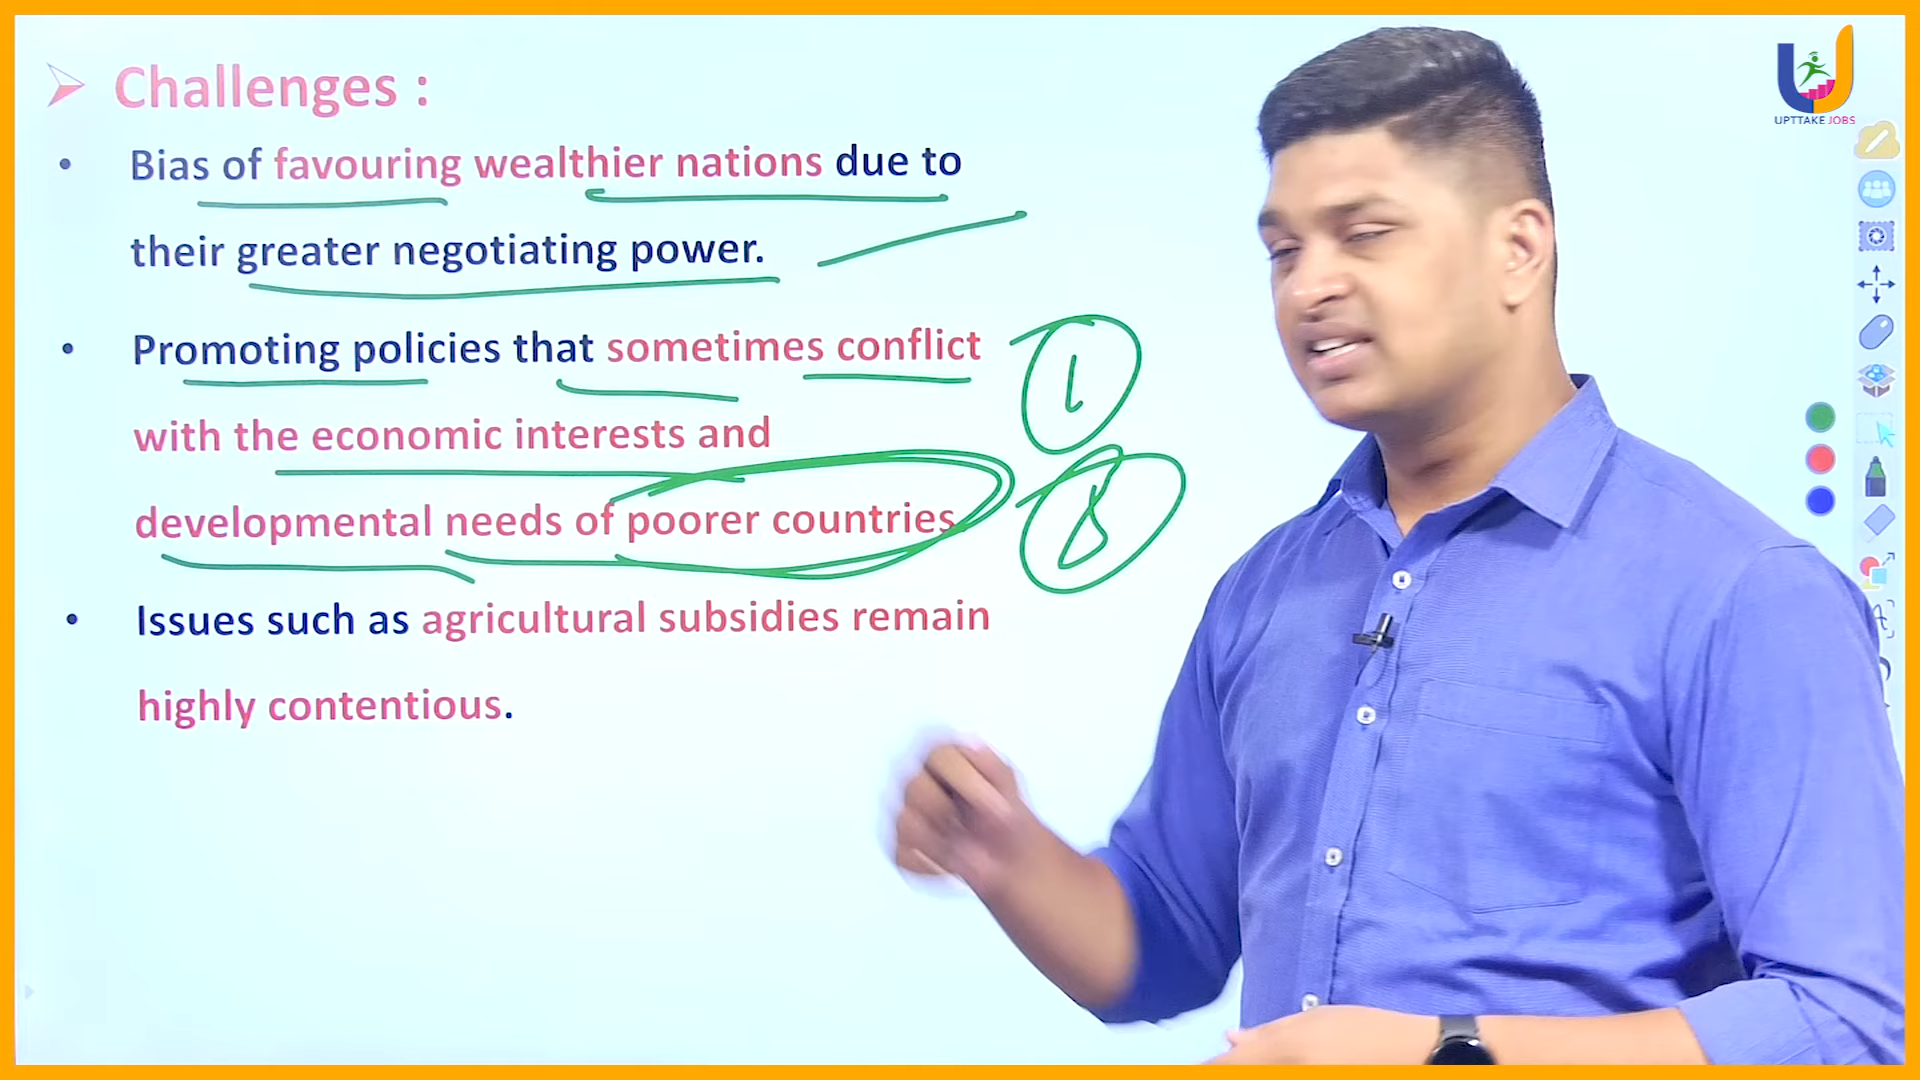 Challenges :
• Bias of favouring wealthier nations due to
their greater negotiating power.
• Promoting policies that sometimes conflict
with the economic interests and
developmental needs of poorer countries
• Issues such as agricultural subsidies remain
highly contentious.
UPTTAKE JOBS